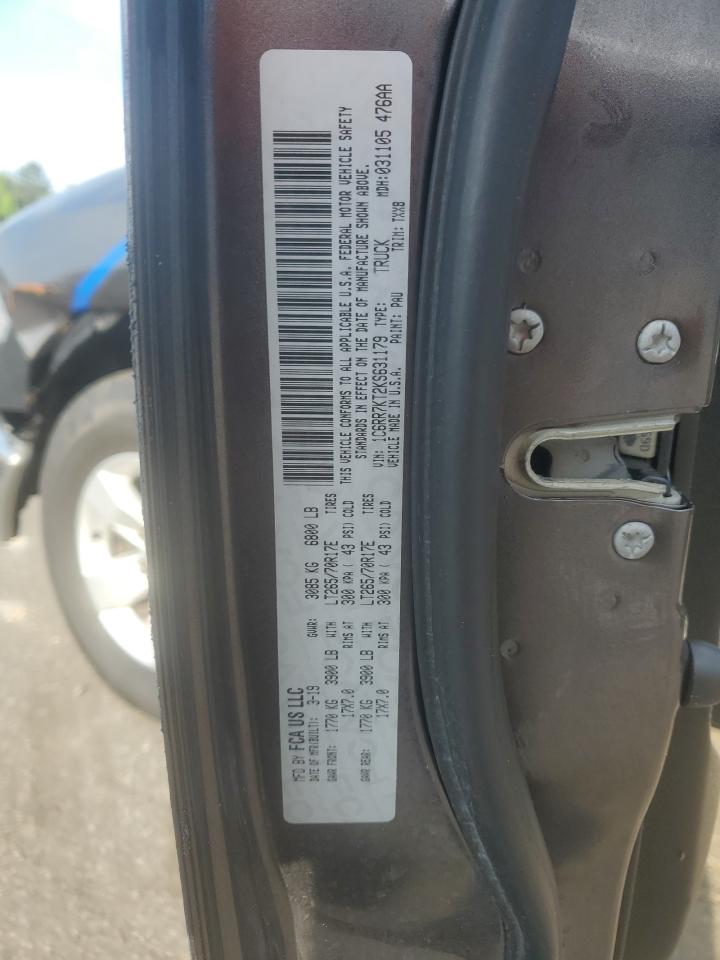 MFD BY FCA US LLC
DATE OF MFR(BUILT): 3-19 GVWR: 3085 KG 6800 LB
GAWR FRONT: 1770 KG 3900 LB WITH LT265/70R17E TIRES
17X7.0 RIMS AT 300 KPA ( 43 PSI) COLD
GAWR REAR: 1770 KG 3900 LB WITH LT265/70R17E TIRES
17X7.0 RIMS AT 300 KPA ( 43 PSI) COLD
THIS VEHICLE CONFORMS TO ALL APPLICABLE U.S.A. FEDERAL MOTOR VEHICLE SAFETY
STANDARDS IN EFFECT ON THE DATE OF MANUFACTURE SHOWN ABOVE.
VIN: 1C6RR7KT2KS631179 TYPE: TRUCK MDH:031105 476AA
VEHICLE MADE IN U.S.A. PAINT: PAU TRIM: TXXB